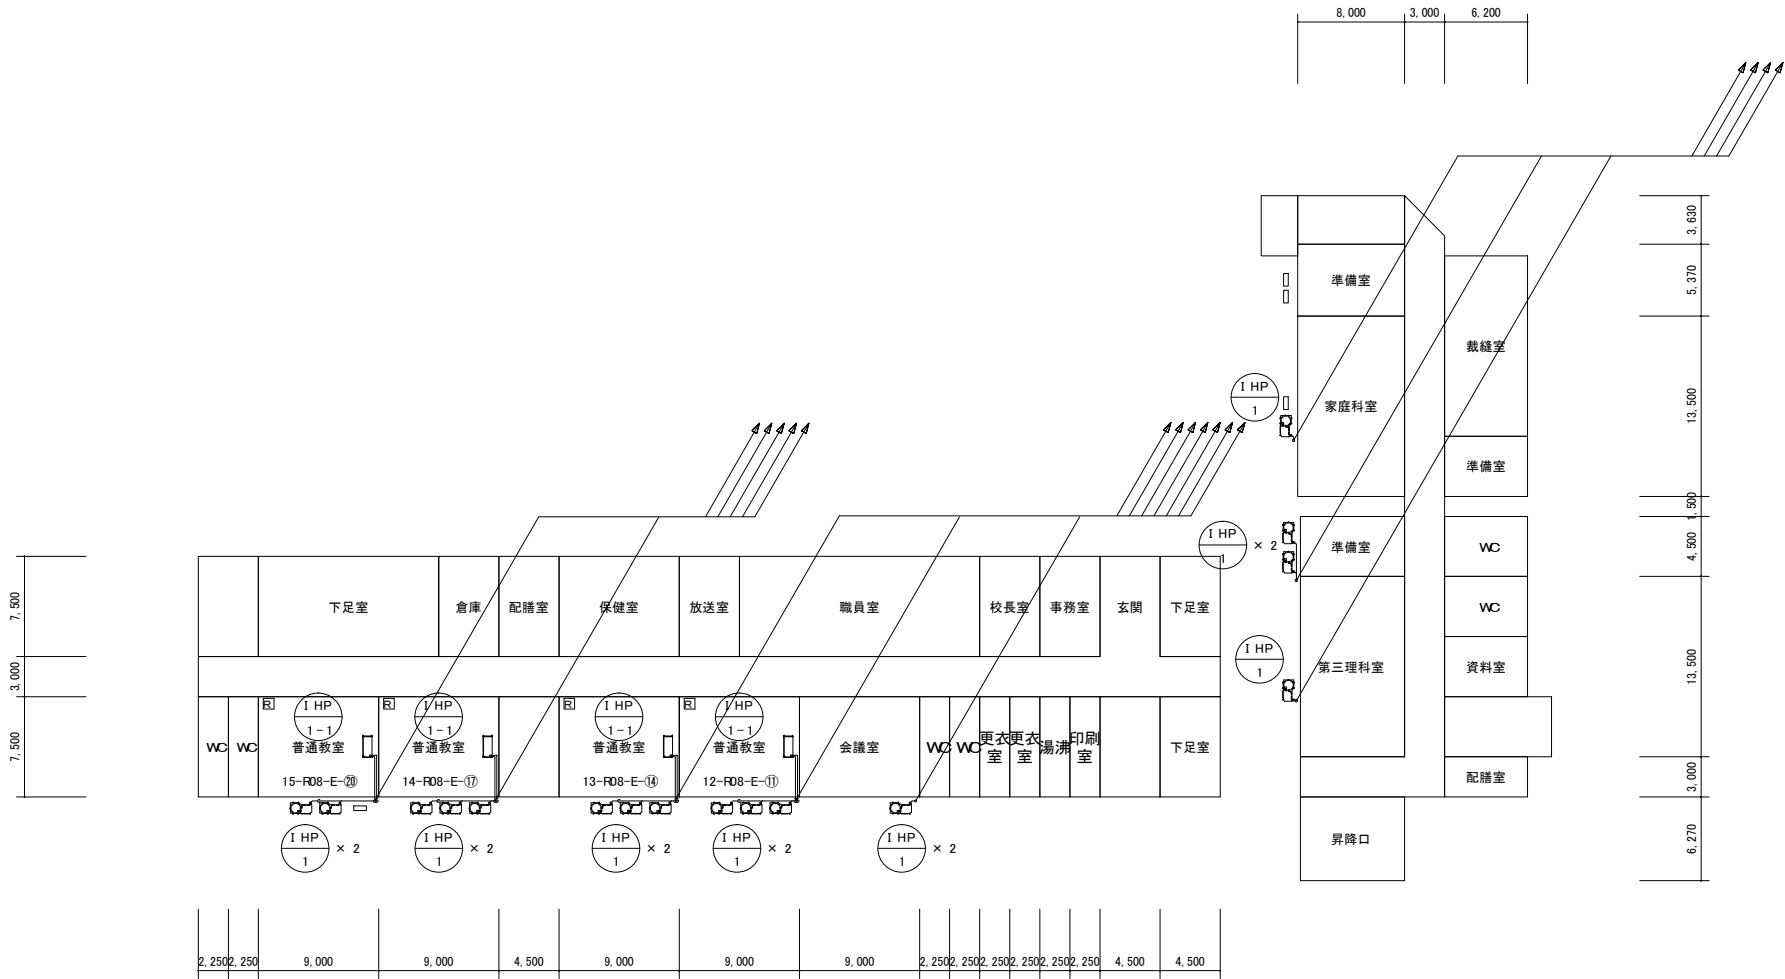 8,000 3,000 6,200
3,630
5,370
13,500
1,500
4,500
13,500
3,000
6,270
準備室
裁縫室
家庭科室
準備室
I HP
1
I HP
1
× 2
準備室
WC
WC
I HP
1
第三理科室
資料室
配膳室
昇降口
7,500
3,000
7,500
下足室 倉庫 配膳室 保健室 放送室 職員室 校長室 事務室 玄関 下足室
R I HP R I HP R I HP R I HP
1-1 1-1 1-1 1-1
WC WC 普通教室 普通教室 普通教室 普通教室 会議室 WC WC 更衣室 更衣室 湯沸 印刷室 下足室
15-R08-E-⑳ 14-R08-E-⑰ 13-R08-E-⑭ 12-R08-E-⑪
I HP I HP I HP I HP I HP
1 × 2 1 × 2 1 × 2 1 × 2 1 × 2
2,250 2,250 9,000 9,000 4,500 9,000 9,000 9,000 2,250 2,250 2,250 2,250 2,250 2,250 4,500 4,500